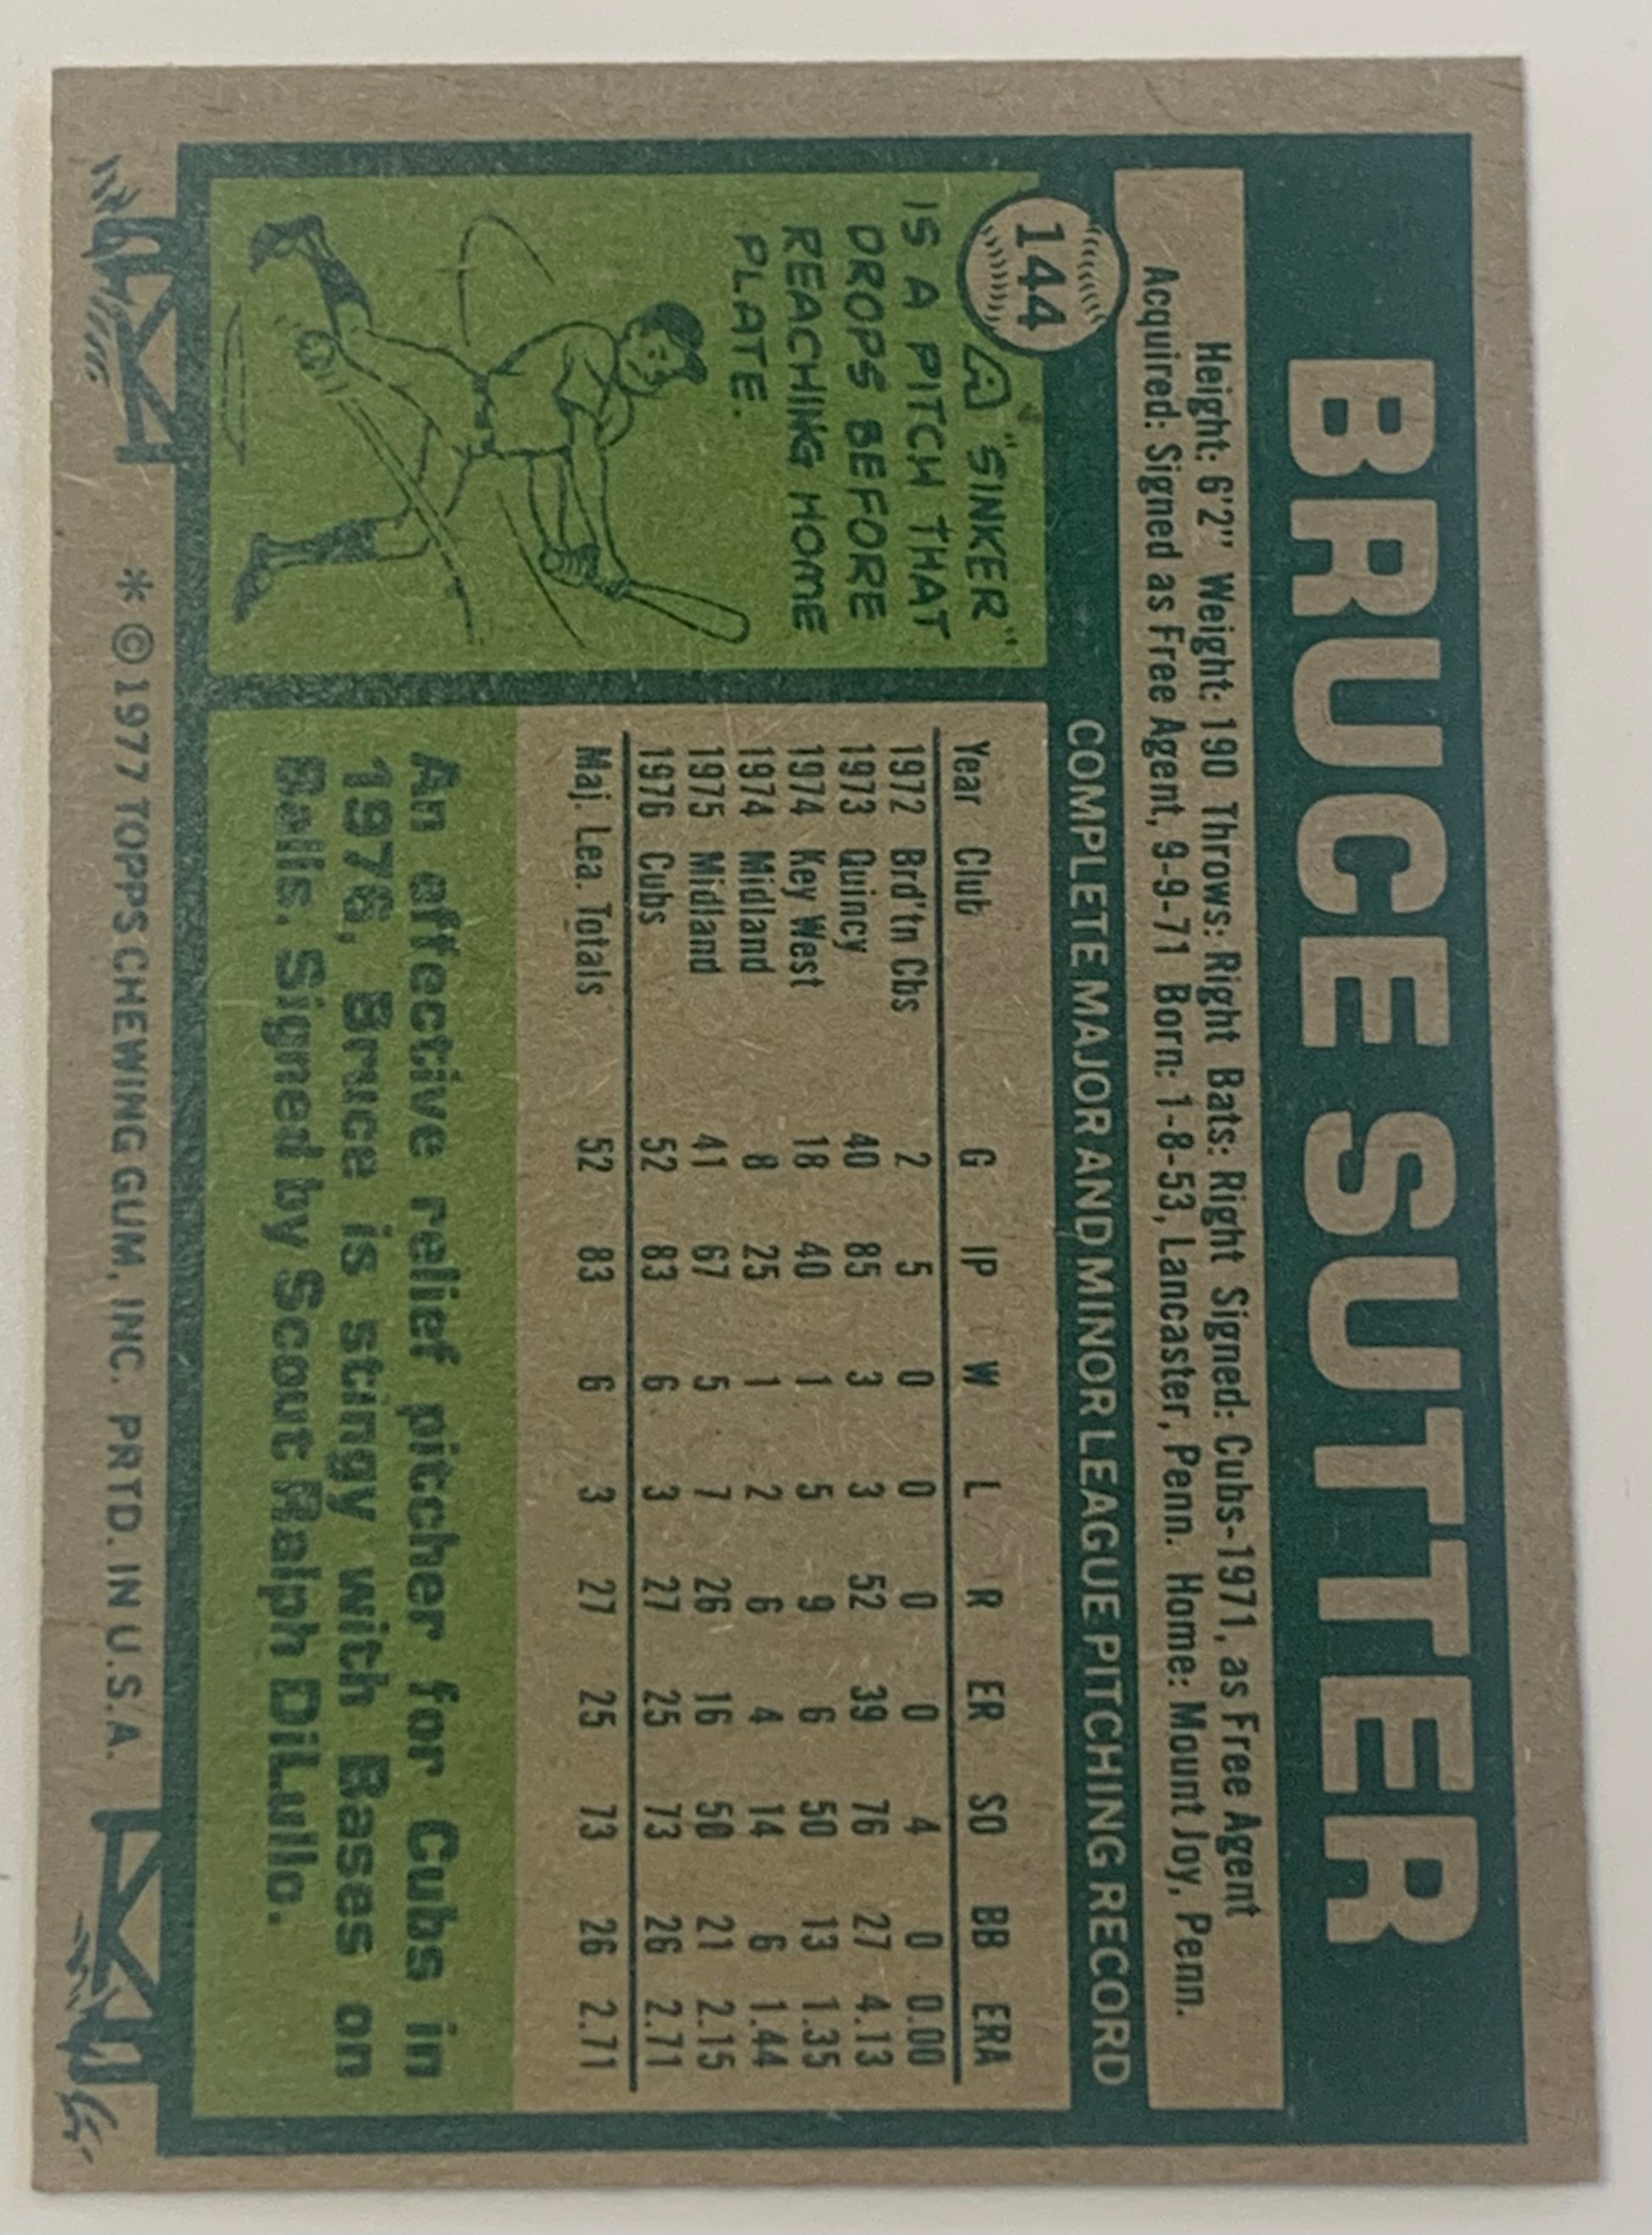 BRUCE SUTTER
Height: 6'2" Weight: 190 Throws: Right Bats: Right Signed: Cubs-1971, as Free Agent
Acquired: Signed as Free Agent, 9-9-71 Born: 1-8-53, Lancaster, Penn. Home: Mount Joy, Penn.
144
COMPLETE MAJOR AND MINOR LEAGUE PITCHING RECORD
A "SINKER"
IS A PITCH THAT
DROPS BEFORE
REACHING HOME
PLATE.
Year Club G IP W L R ER SO BB ERA
1972 Brd'tn Cbs 2 5 0 0 0 0 4 0 0.00
1973 Quincy 40 85 3 3 52 39 76 27 4.13
1974 Key West 18 40 1 5 9 6 50 13 1.35
1974 Midland 8 25 1 2 6 4 14 6 1.44
1975 Midland 41 67 5 7 26 16 50 21 2.15
1976 Cubs 52 83 6 3 27 25 73 26 2.71
Maj. Lea. Totals 52 83 6 3 27 25 73 26 2.71
An effective relief pitcher for Cubs in
1976, Bruce is stingy with Bases on
Balls. Signed by Scout Ralph DiLullo.
* © 1977 TOPPS CHEWING GUM, INC. PRTD. IN U.S.A.